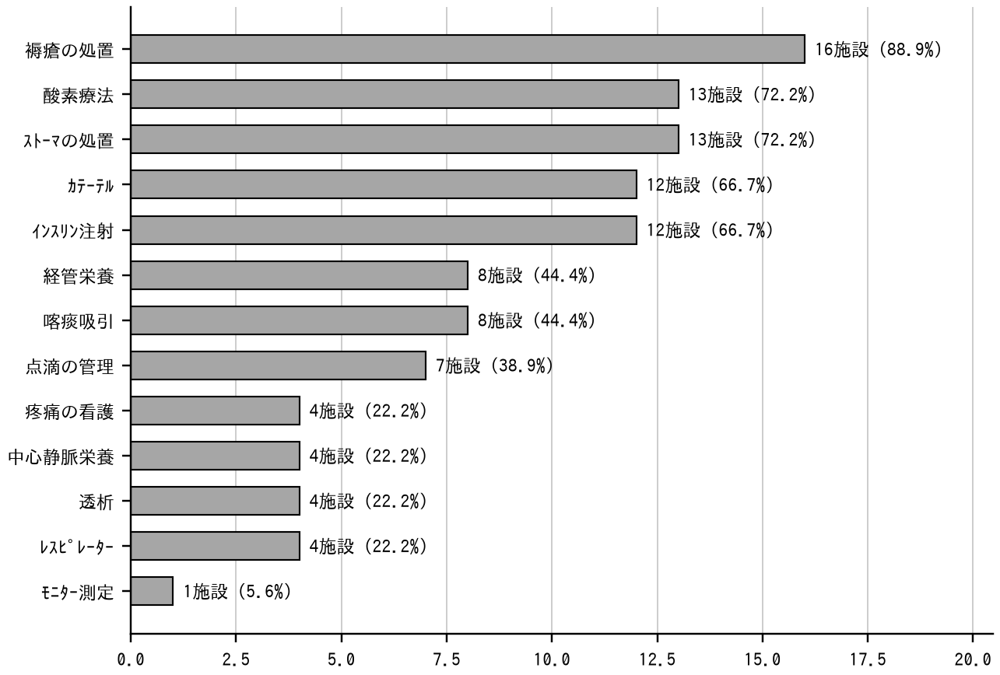 褥瘡の処置 16施設 (88.9%)
酸素療法 13施設 (72.2%)
ｽﾄｰﾏの処置 13施設 (72.2%)
ｶﾃｰﾃﾙ 12施設 (66.7%)
ｲﾝｽﾘﾝ注射 12施設 (66.7%)
経管栄養 8施設 (44.4%)
喀痰吸引 8施設 (44.4%)
点滴の管理 7施設 (38.9%)
疼痛の看護 4施設 (22.2%)
中心静脈栄養 4施設 (22.2%)
透析 4施設 (22.2%)
ﾚｽﾋﾟﾚｰﾀｰ 4施設 (22.2%)
ﾓﾆﾀｰ測定 1施設 (5.6%)
0.0 2.5 5.0 7.5 10.0 12.5 15.0 17.5 20.0